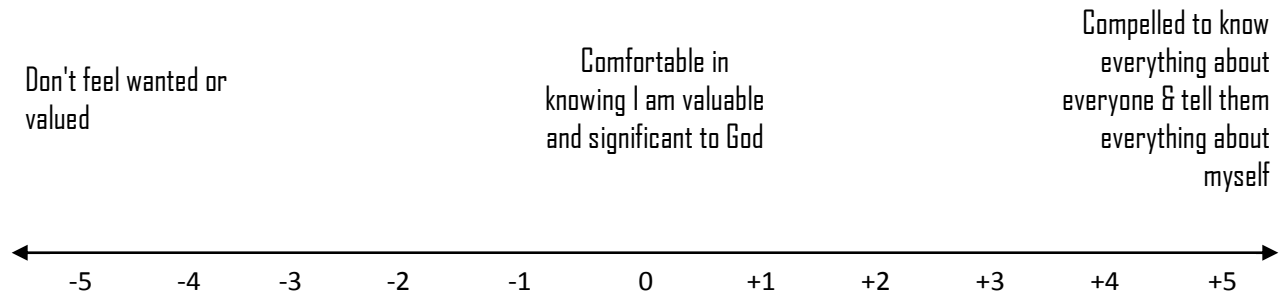 Don't feel wanted or
valued
Comfortable in
knowing I am valuable
and significant to God
Compelled to know
everything about
everyone & tell them
everything about
myself
-5 -4 -3 -2 -1 0 +1 +2 +3 +4 +5